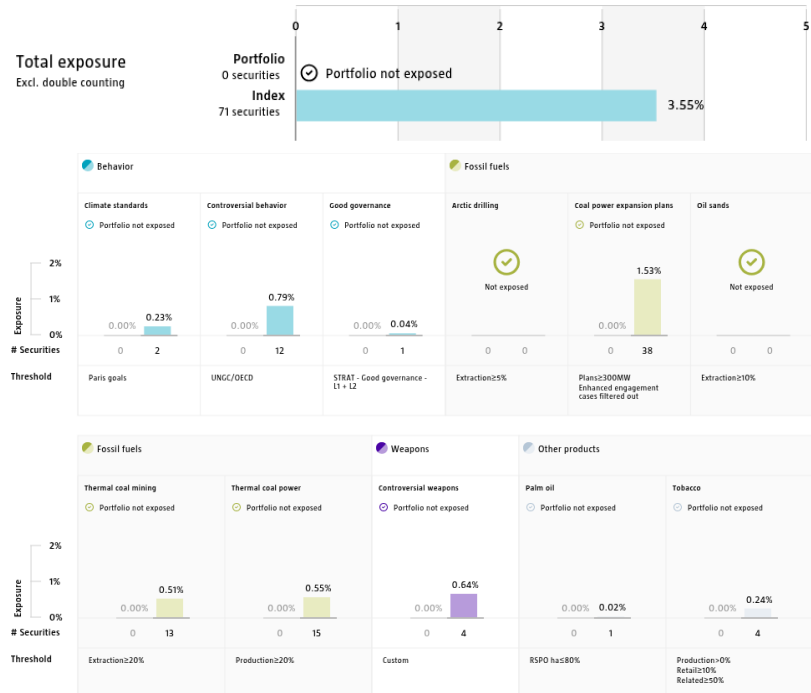 0 1 2 3 4 5
Total exposure
Excl. double counting
Portfolio
0 securities
Portfolio not exposed
Index
71 securities
3.55%
Behavior
Fossil fuels
Climate standards
Controversial behavior
Good governance
Arctic drilling
Coal power expansion plans
Oil sands
Portfolio not exposed
Portfolio not exposed
Portfolio not exposed
Not exposed
Portfolio not exposed
Not exposed
Exposure
2%
1%
0%
0.00% 0.23%
0.00% 0.79%
0.00% 0.04%
0.00% 1.53%
# Securities
0 2
0 12
0 1
0 0
0 38
0 0
Threshold
Paris goals
UNGC/OECD
STRAT - Good governance -
L1 + L2
Extraction≥5%
Plans≥300MW
Enhanced engagement
cases filtered out
Extraction≥10%
Fossil fuels
Weapons
Other products
Thermal coal mining
Thermal coal power
Controversial weapons
Palm oil
Tobacco
Portfolio not exposed
Portfolio not exposed
Portfolio not exposed
Portfolio not exposed
Portfolio not exposed
Exposure
2%
1%
0%
0.00% 0.51%
0.00% 0.55%
0.00% 0.64%
0.00% 0.02%
0.00% 0.24%
# Securities
0 13
0 15
0 4
0 1
0 4
Threshold
Extraction≥20%
Production≥20%
Custom
RSPO ha≤80%
Production>0%
Retail≥10%
Related≥50%